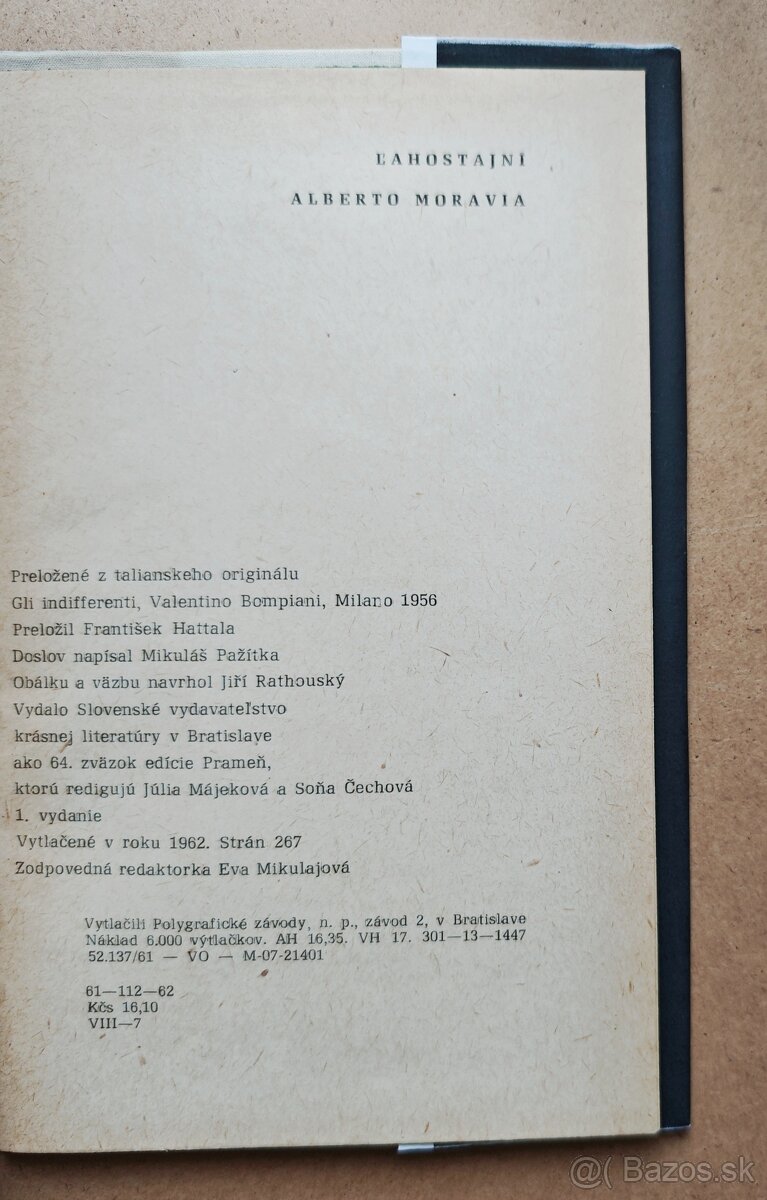 ĽAHOSTAJNÍ
ALBERTO MORAVIA
Preložené z talianskeho originálu
Gli indifferenti, Valentino Bompiani, Milano 1956
Preložil František Hattala
Doslov napísal Mikuláš Pažítka
Obálku a väzbu navrhol Jiří Rathouský
Vydalo Slovenské vydavateľstvo
krásnej literatúry v Bratislave
ako 64. zväzok edície Prameň,
ktorú redigujú Júlia Májeková a Soňa Čechová
1. vydanie
Vytlačené v roku 1962. Strán 267
Zodpovedná redaktorka Eva Mikulajová
Vytlačili Polygrafické závody, n. p., závod 2, v Bratislave
Náklad 6.000 výtlačkov. AH 16,35. VH 17. 301—13—1447
52.137/61 — VO — M-07-21401
61—112—62
Kčs 16,10
VIII—7
@( Bazos.sk